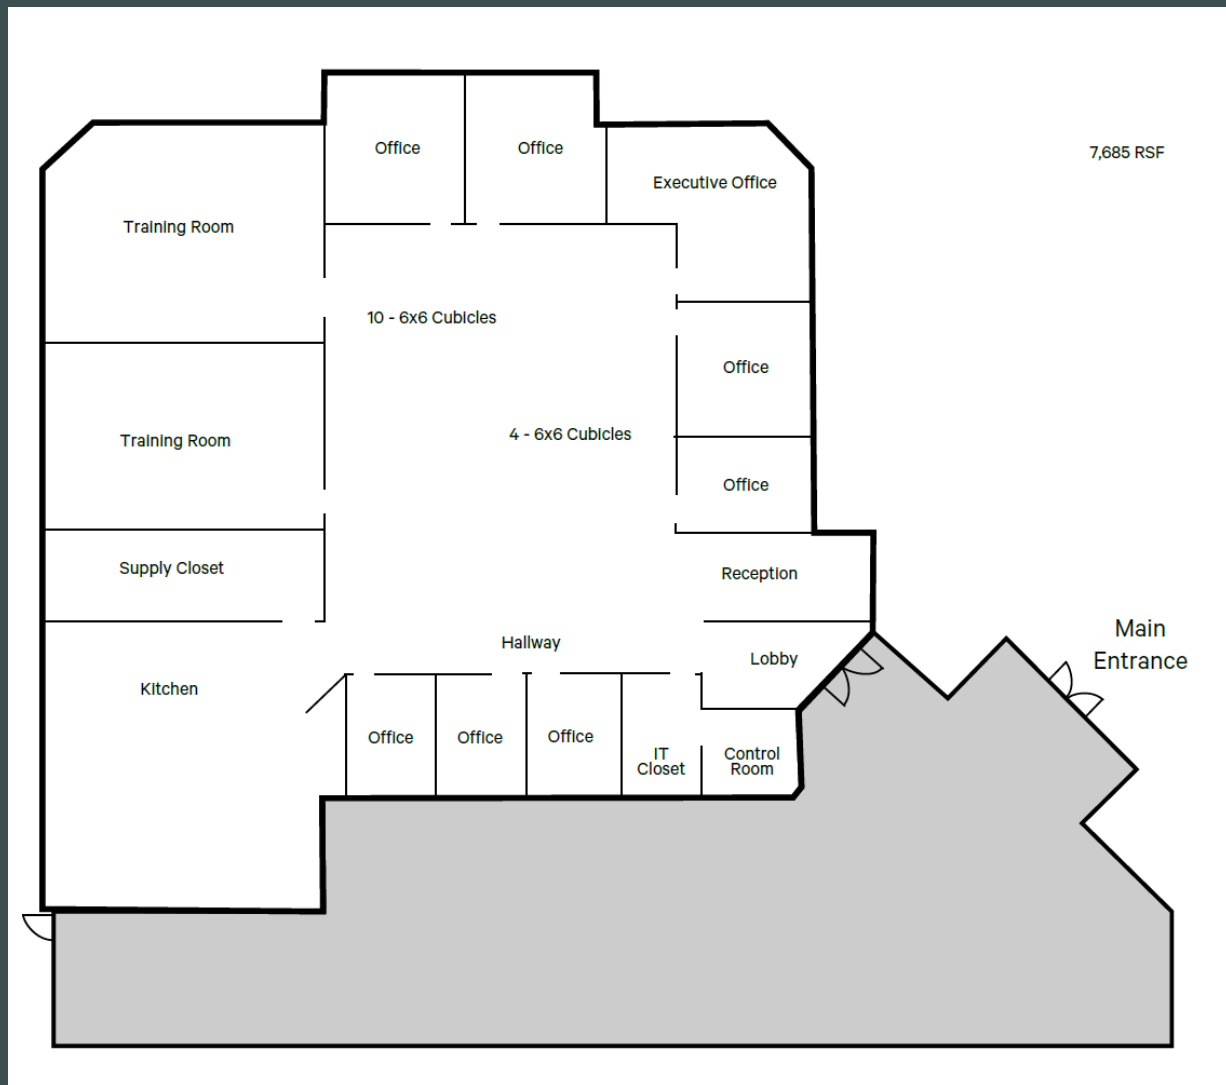 Office
Office
7,685 RSF
Executive Office
Training Room
10 - 6x6 Cubicles
Office
4 - 6x6 Cubicles
Training Room
Office
Supply Closet
Reception
Main
Entrance
Hallway
Lobby
Kitchen
Office
Office
Office
IT
Closet
Control
Room